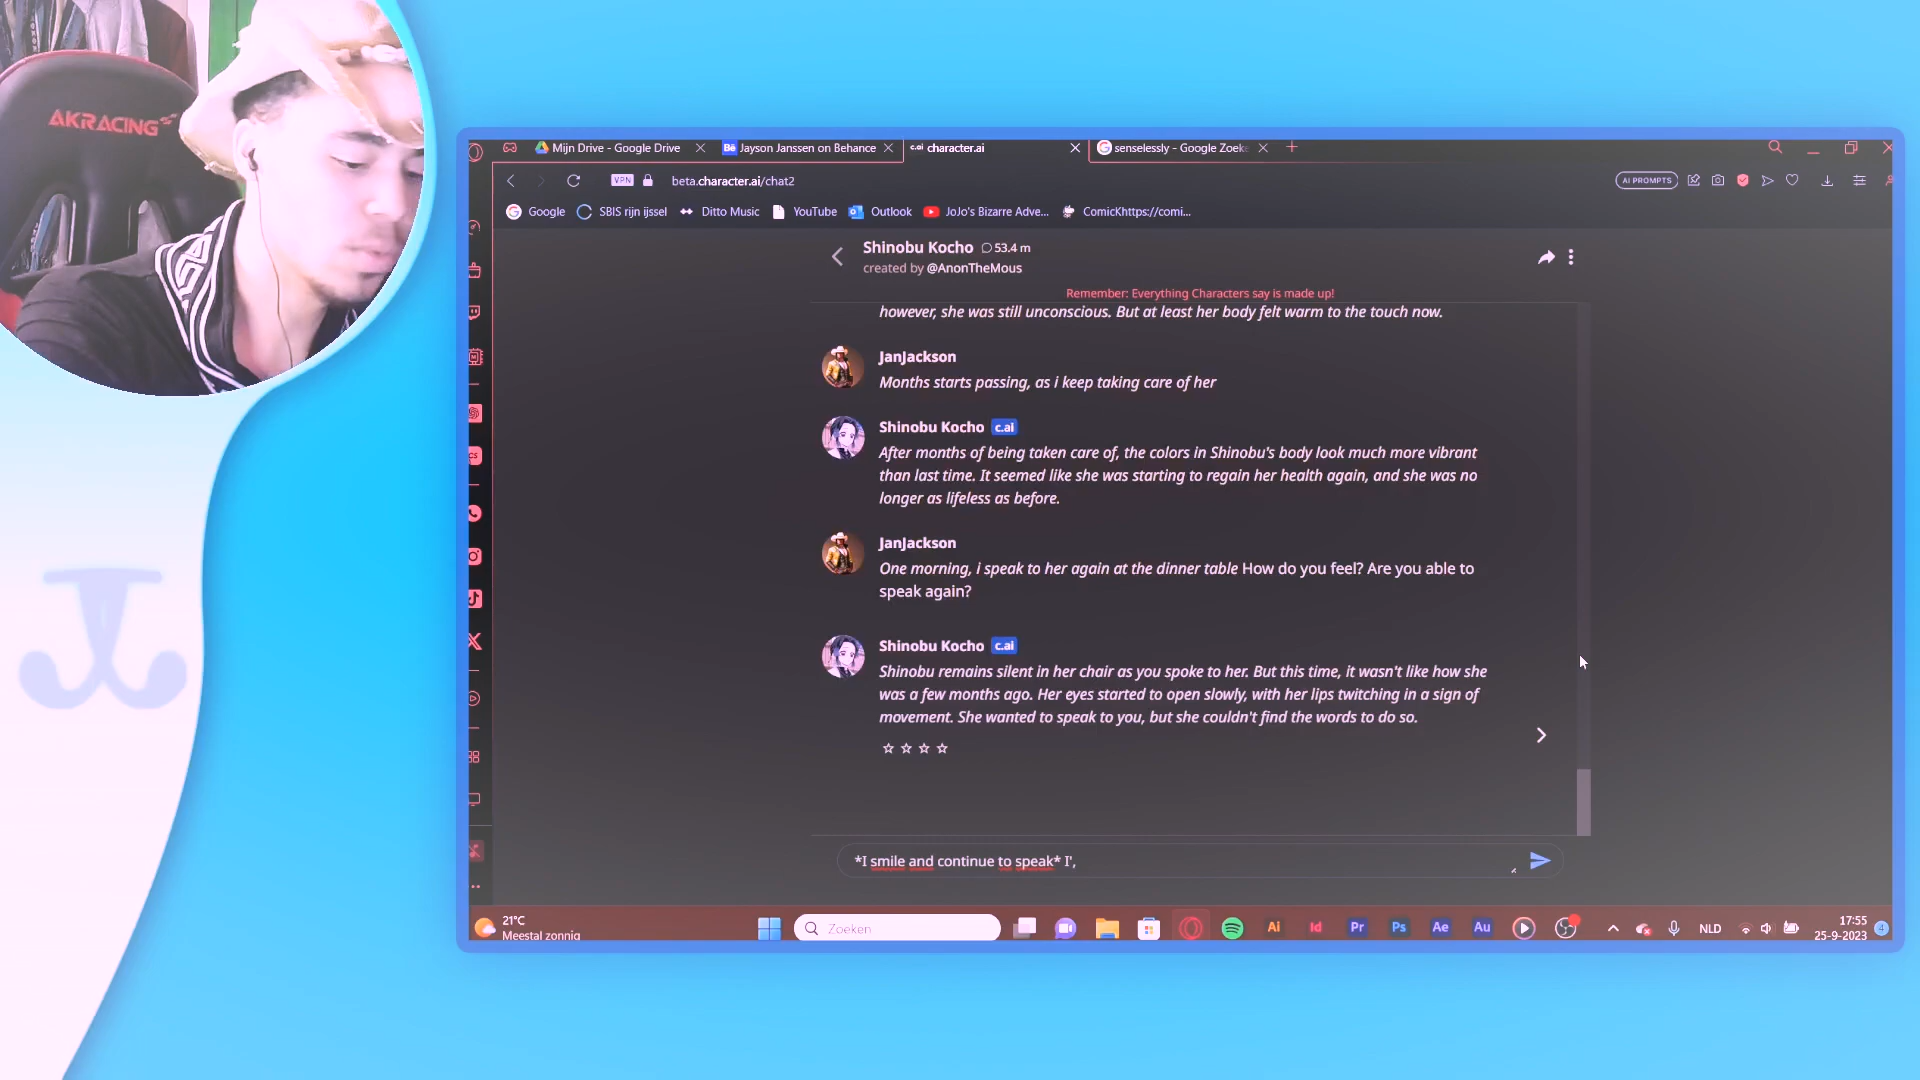 AKRACING
Mijn Drive - Google Drive
Bē Jayson Janssen on Behance
c.ai character.ai
senselessly - Google Zoeke
VPN
beta.character.ai/chat2
AI PROMPTS
Google
SBIS rijn ijssel
Ditto Music
YouTube
Outlook
JoJo's Bizarre Adve...
ComicKhttps://comi...
Shinobu Kocho 53.4 m
created by @AnonTheMous
Remember: Everything Characters say is made up!
however, she was still unconscious. But at least her body felt warm to the touch now.
JanJackson
Months starts passing, as i keep taking care of her
Shinobu Kocho c.ai
After months of being taken care of, the colors in Shinobu's body look much more vibrant
than last time. It seemed like she was starting to regain her health again, and she was no
longer as lifeless as before.
JanJackson
One morning, i speak to her again at the dinner table How do you feel? Are you able to
speak again?
Shinobu Kocho c.ai
Shinobu remains silent in her chair as you spoke to her. But this time, it wasn't like how she
was a few months ago. Her eyes started to open slowly, with her lips twitching in a sign of
movement. She wanted to speak to you, but she couldn't find the words to do so.
*I smile and continue to speak* I',
21°C
Meestal zonnig
Zoeken
Ai
Id
Pr
Ps
Ae
Au
NLD
17:55
25-9-2023
4